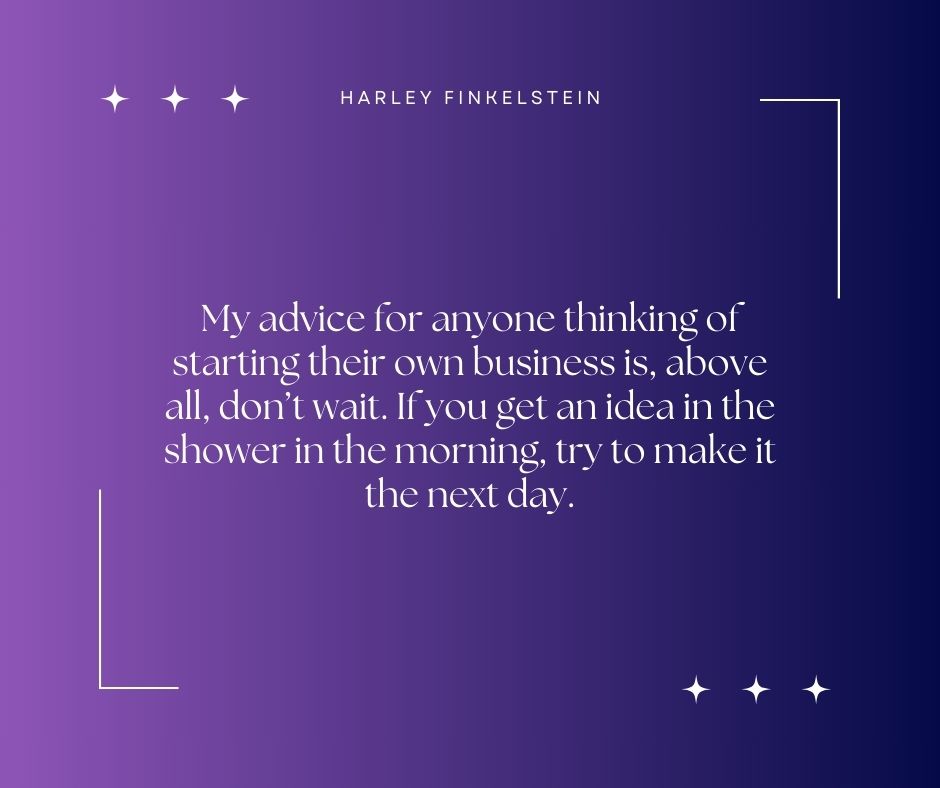 HARLEY FINKELSTEIN
My advice for anyone thinking of
starting their own business is, above
all, don’t wait. If you get an idea in the
shower in the morning, try to make it
the next day.